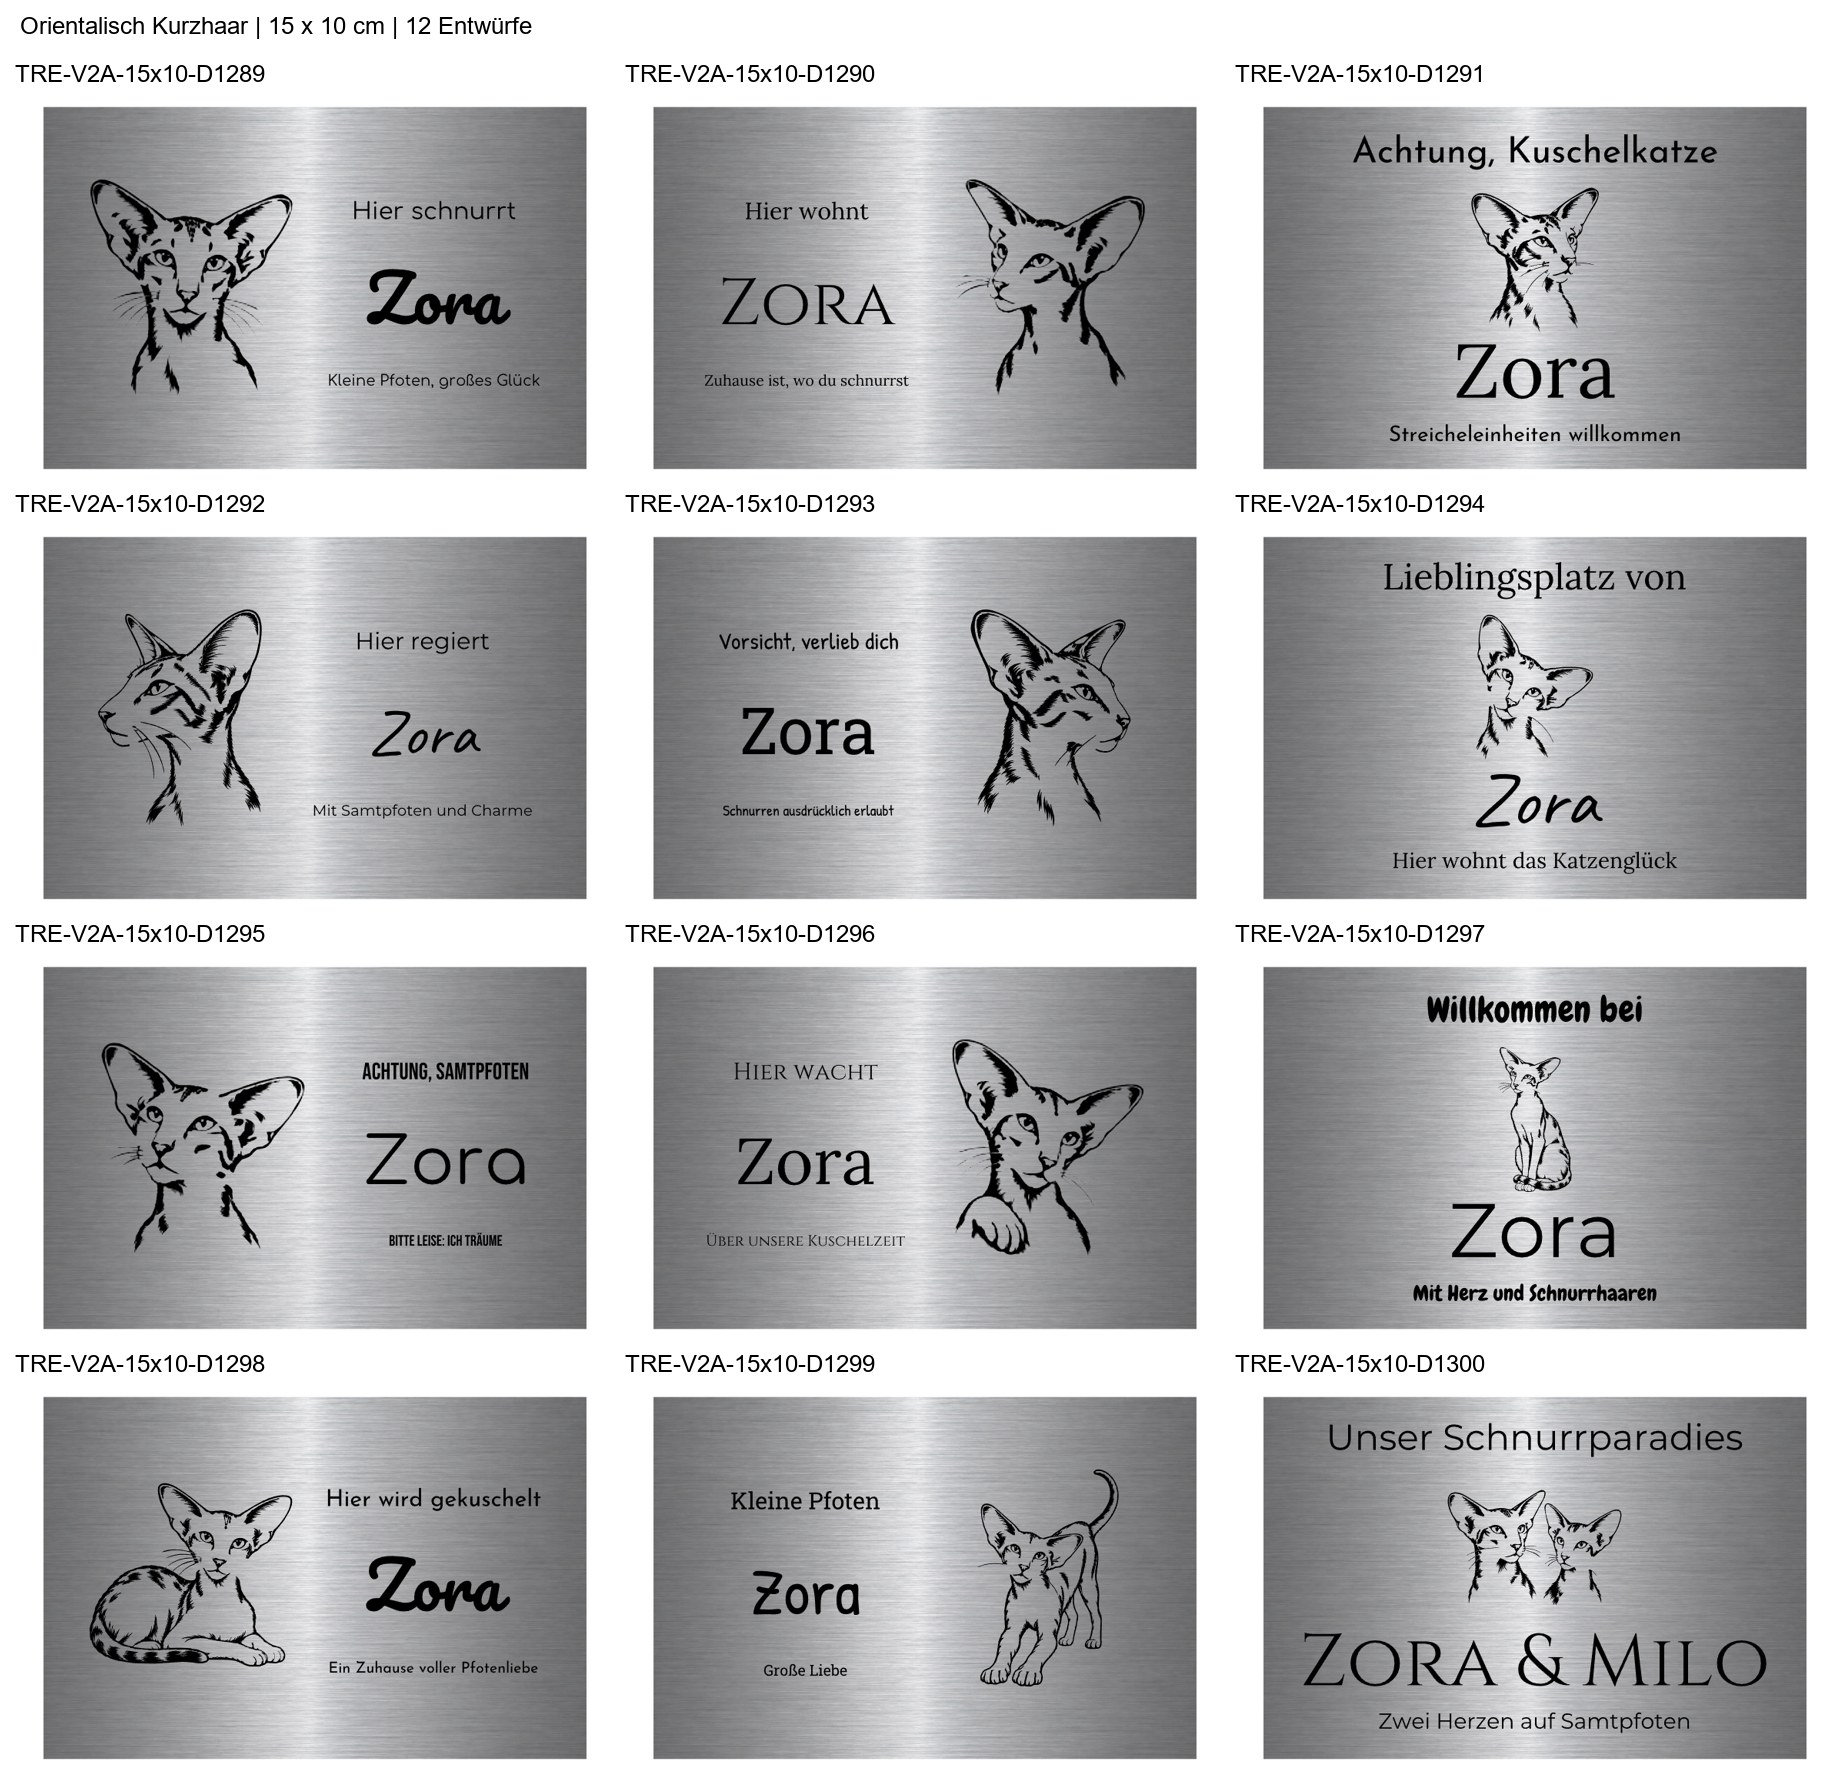 Orientalisch Kurzhaar | 15 x 10 cm | 12 Entwürfe
TRE-V2A-15x10-D1289
Hier schnurrt
Zora
Kleine Pfoten, großes Glück
TRE-V2A-15x10-D1290
Hier wohnt
Zora
Zuhause ist, wo du schnurrst
TRE-V2A-15x10-D1291
Achtung, Kuschelkatze
Zora
Streicheleinheiten willkommen
TRE-V2A-15x10-D1292
Hier regiert
Zora
Mit Samtpfoten und Charme
TRE-V2A-15x10-D1293
Vorsicht, verlieb dich
Zora
Schnurren ausdrücklich erlaubt
TRE-V2A-15x10-D1294
Lieblingsplatz von
Zora
Hier wohnt das Katzenglück
TRE-V2A-15x10-D1295
ACHTUNG, SAMTPFOTEN
Zora
BITTE LEISE: ICH TRÄUME
TRE-V2A-15x10-D1296
Hier wacht
Zora
Über unsere Kuschelzeit
TRE-V2A-15x10-D1297
Willkommen bei
Zora
Mit Herz und Schnurrhaaren
TRE-V2A-15x10-D1298
Hier wird gekuschelt
Zora
Ein Zuhause voller Pfotenliebe
TRE-V2A-15x10-D1299
Kleine Pfoten
Zora
Große Liebe
TRE-V2A-15x10-D1300
Unser Schnurrparadies
Zora & Milo
Zwei Herzen auf Samtpfoten